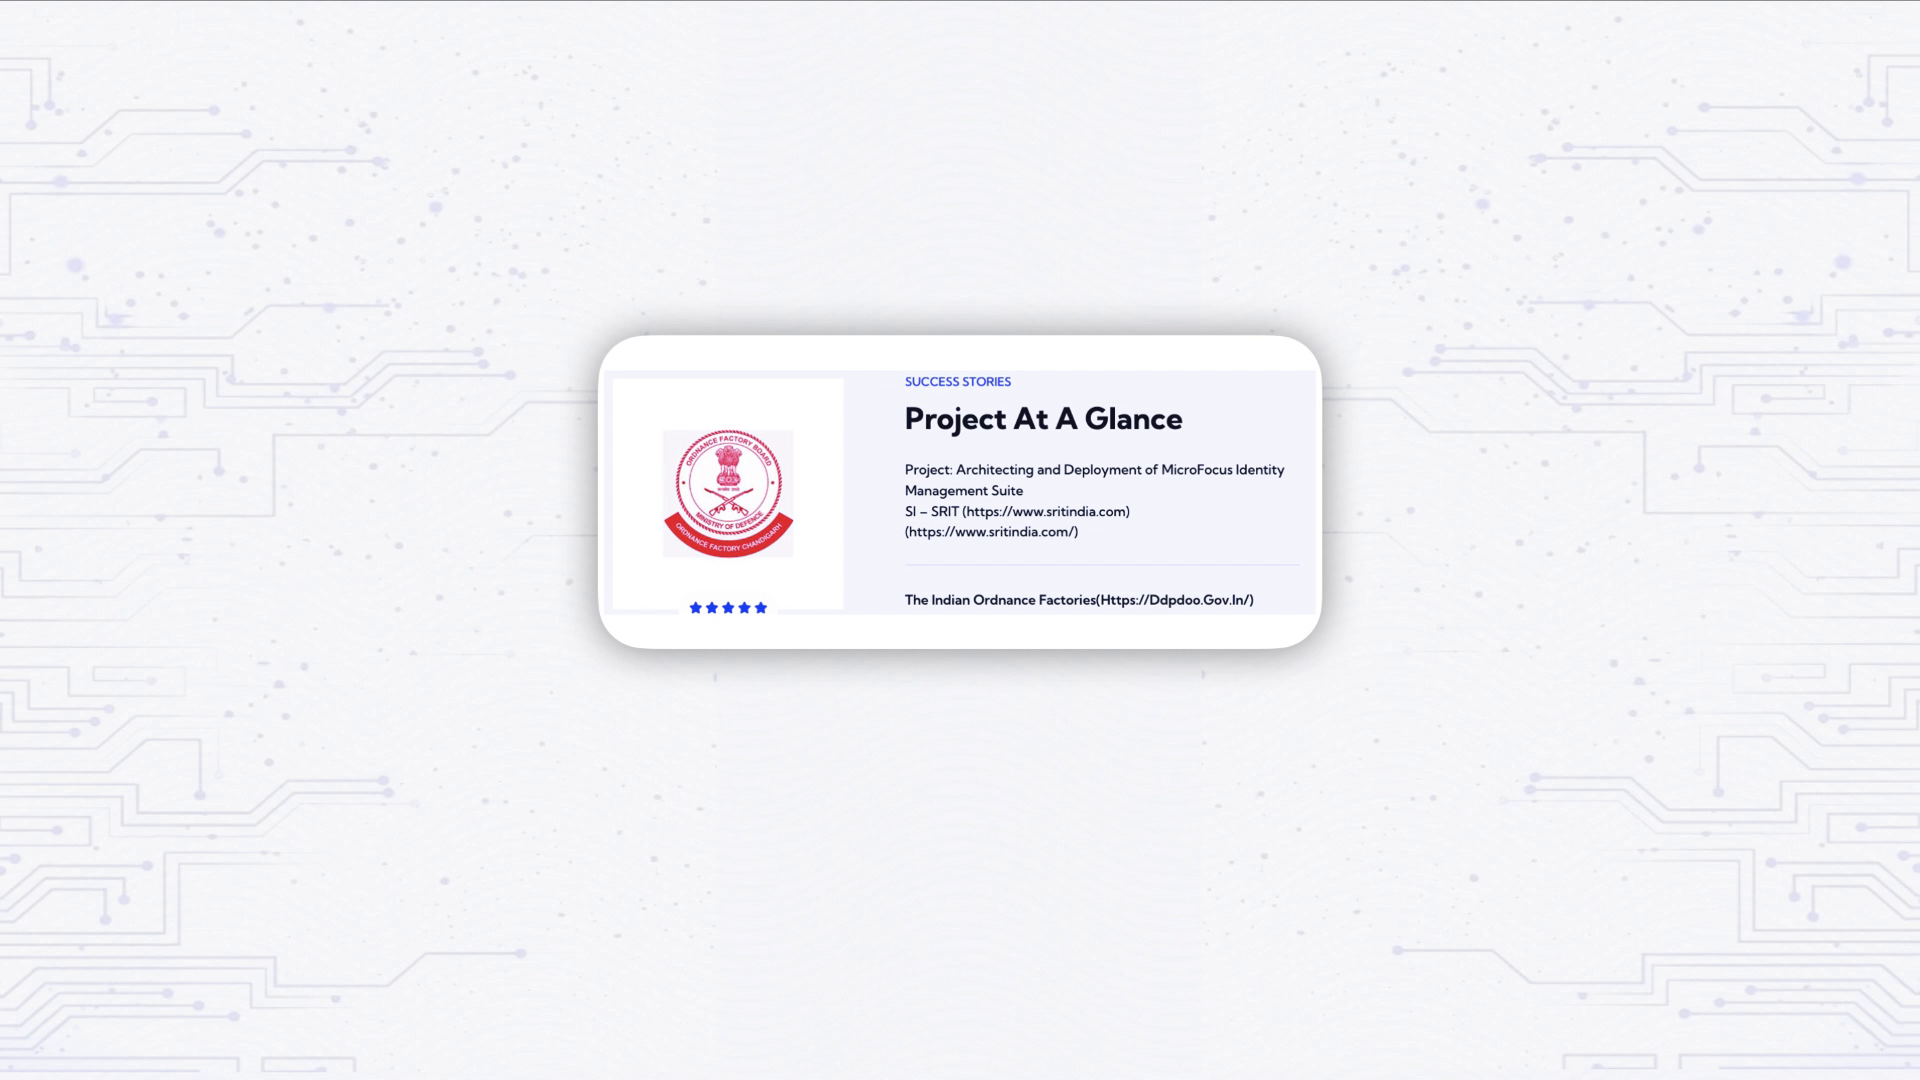 ORDNANCE FACTORY BOARD
MINISTRY OF DEFENCE
ORDNANCE FACTORY CHANDIGARH
SUCCESS STORIES
Project At A Glance
Project: Architecting and Deployment of MicroFocus Identity
Management Suite
SI – SRIT (https://www.sritindia.com)
(https://www.sritindia.com/)
The Indian Ordnance Factories(Https://Ddpdoo.Gov.In/)